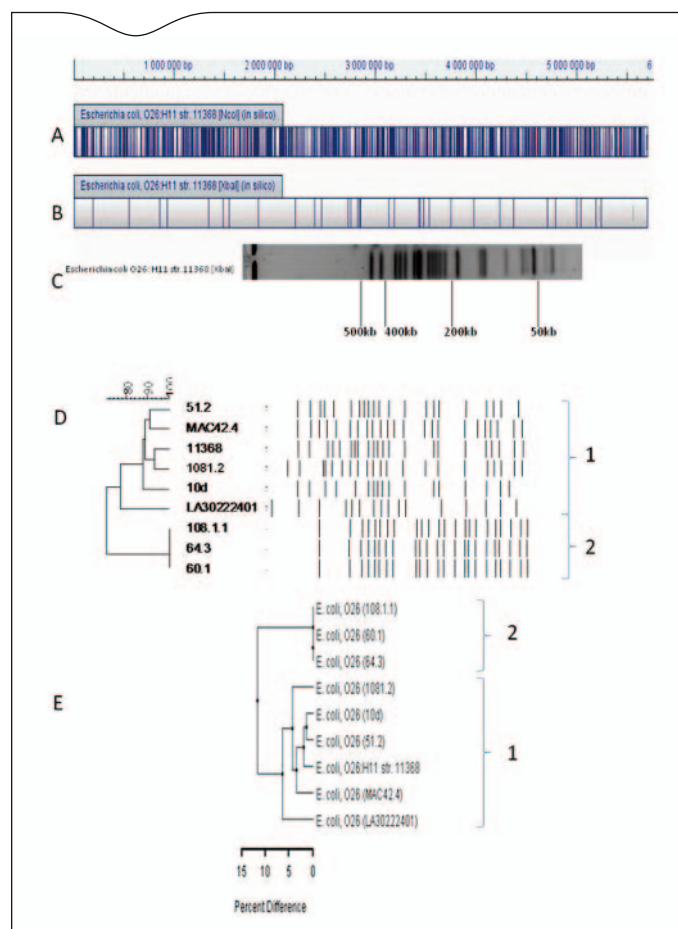 1 000 000 bp 2 000 000 bp 3 000 000 bp 4 000 000 bp 5 000 000 bp 6
Escherichia coli, O26:H11 str. 11368 [NcoI] (in silico)
A
Escherichia coli, O26:H11 str. 11368 [XbaI] (in silico)
B
Escherichia coli O26:H11 str.11368 [XbaI]
C
500kb 400kb 200kb 50kb
80 90 100
D
51.2
MAC42.4
11368
1081.2
10d
LA30222401
108.1.1
64.3
60.1
1
2
E. coli, O26 (108.1.1)
E. coli, O26 (60.1)
E. coli, O26 (64.3)
2
E
E. coli, O26 (1081.2)
E. coli, O26 (10d)
E. coli, O26 (51.2)
E. coli, O26:H11 str. 11368
E. coli, O26 (MAC42.4)
E. coli, O26 (LA30222401)
1
15 10 5 0
Percent Difference